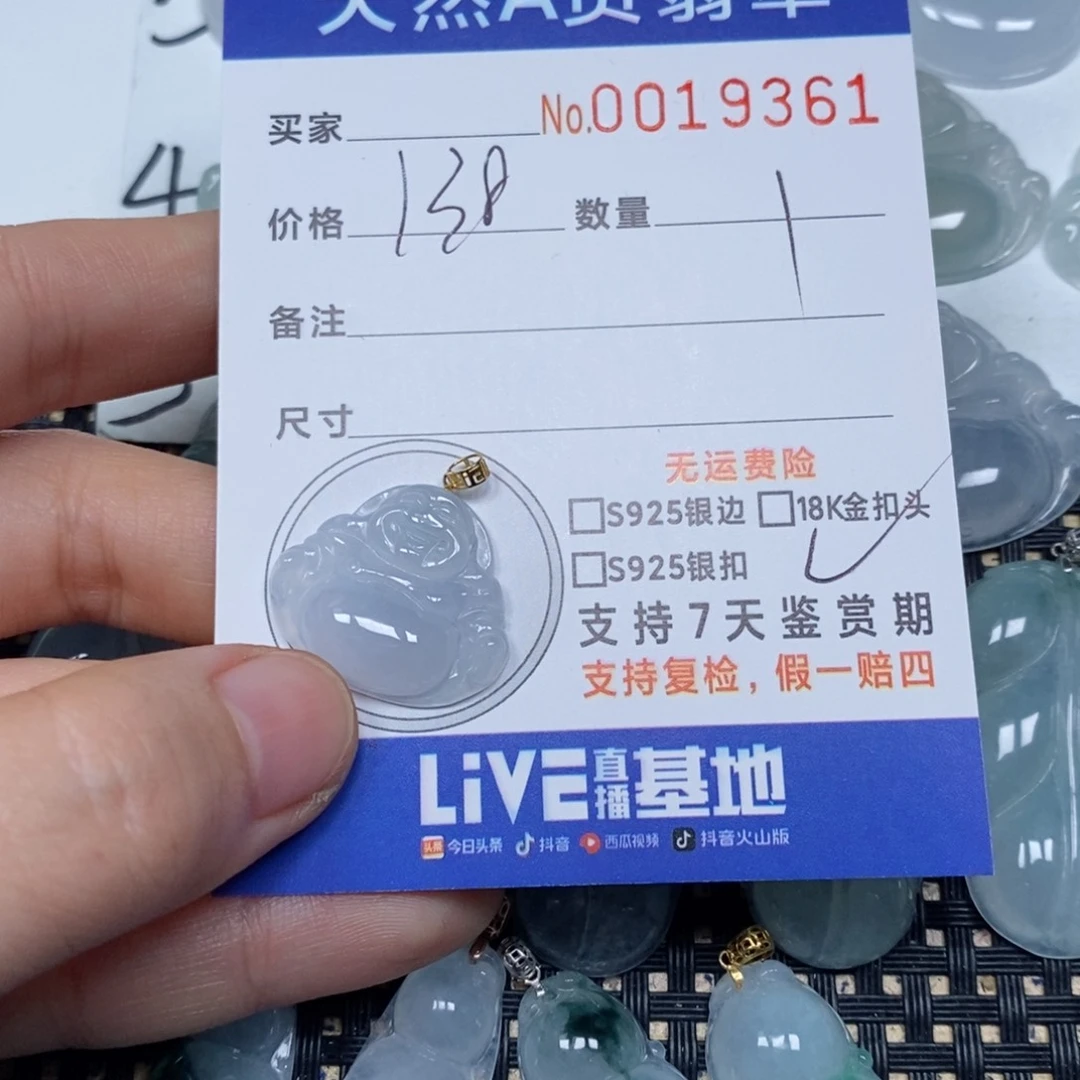 天然A货翡翠
买家 No.0019361
价格 138 数量 1
备注
尺寸
无运费险
S925银边 18K金扣头
S925银扣
支持7天鉴赏期
支持复检，假一赔四
LiVE直播基地
头条 今日头条 抖音 西瓜视频 抖音火山版
4